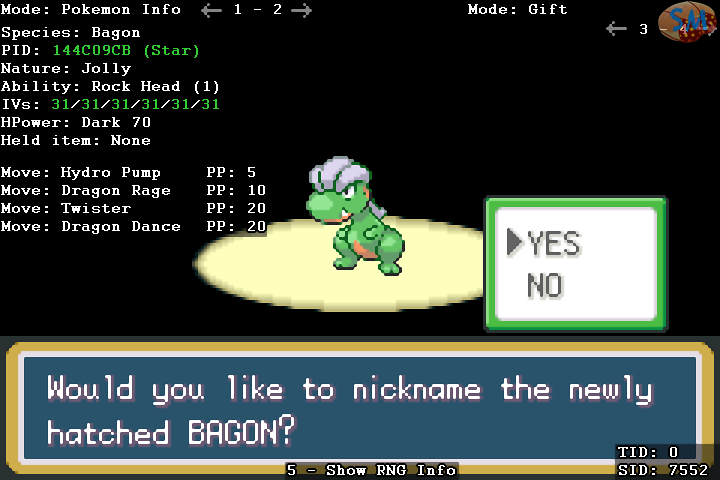 Mode: Pokemon Info ← 1 - 2 →
Mode: Gift
← 3 - 4 →
SM
Species: Bagon
PID: 144C09CB (Star)
Nature: Jolly
Ability: Rock Head (1)
IVs: 31/31/31/31/31/31
HPower: Dark 70
Held item: None
Move: Hydro Pump PP: 5
Move: Dragon Rage PP: 10
Move: Twister PP: 20
Move: Dragon Dance PP: 20
▶YES
NO
Would you like to nickname the newly
hatched BAGON?
TID: 0
5 - Show RNG Info
SID: 7552